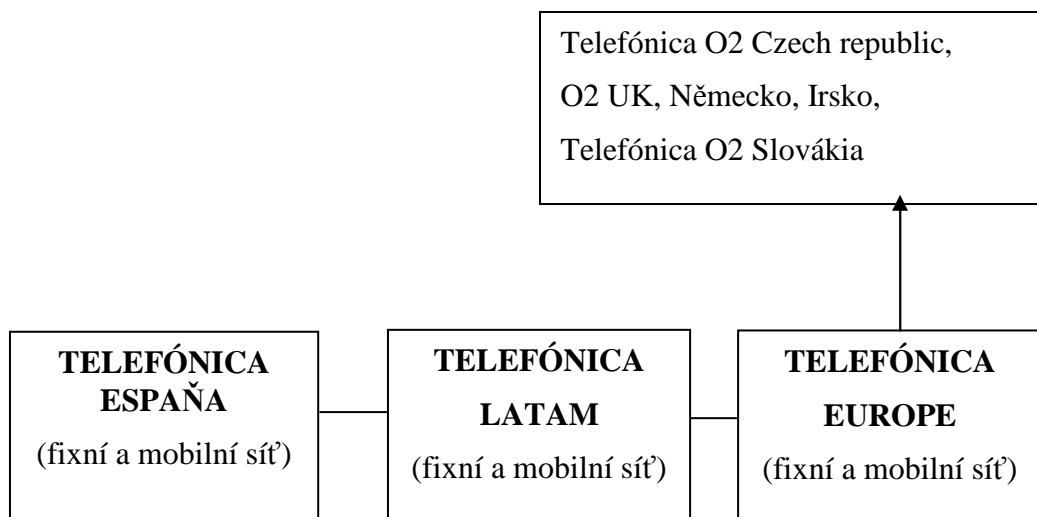 Telefónica O2 Czech republic,
O2 UK, Německo, Irsko,
Telefónica O2 Slovákia
TELEFÓNICA
ESPAŇA
(fixní a mobilní síť)
TELEFÓNICA
LATAM
(fixní a mobilní síť)
TELEFÓNICA
EUROPE
(fixní a mobilní síť)